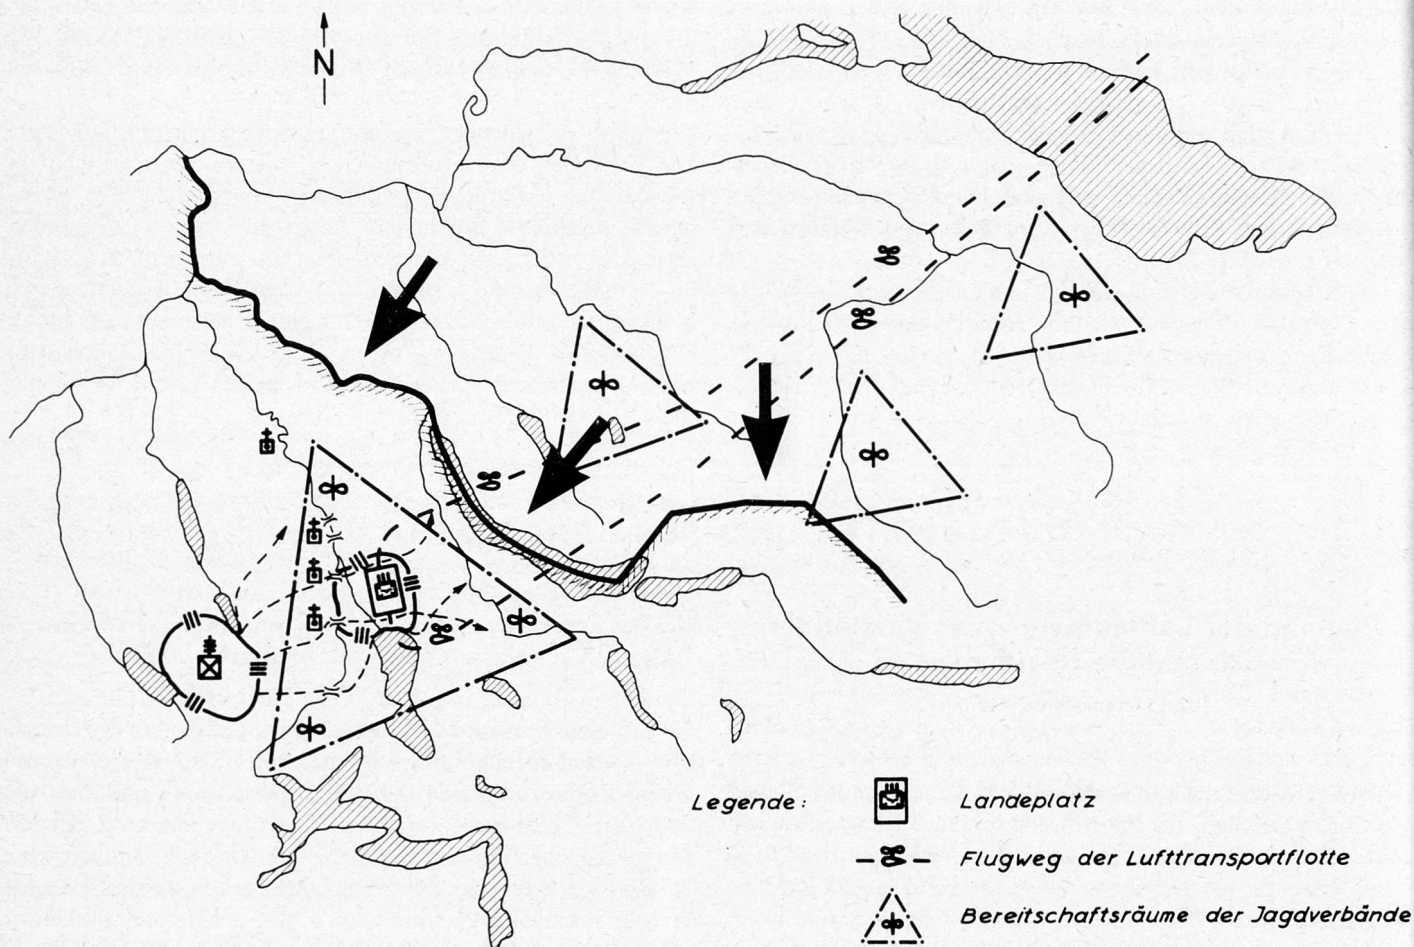 N
Legende:
Landeplatz
Flugweg der Lufttransportflotte
Bereitschaftsräume der Jagdverbände